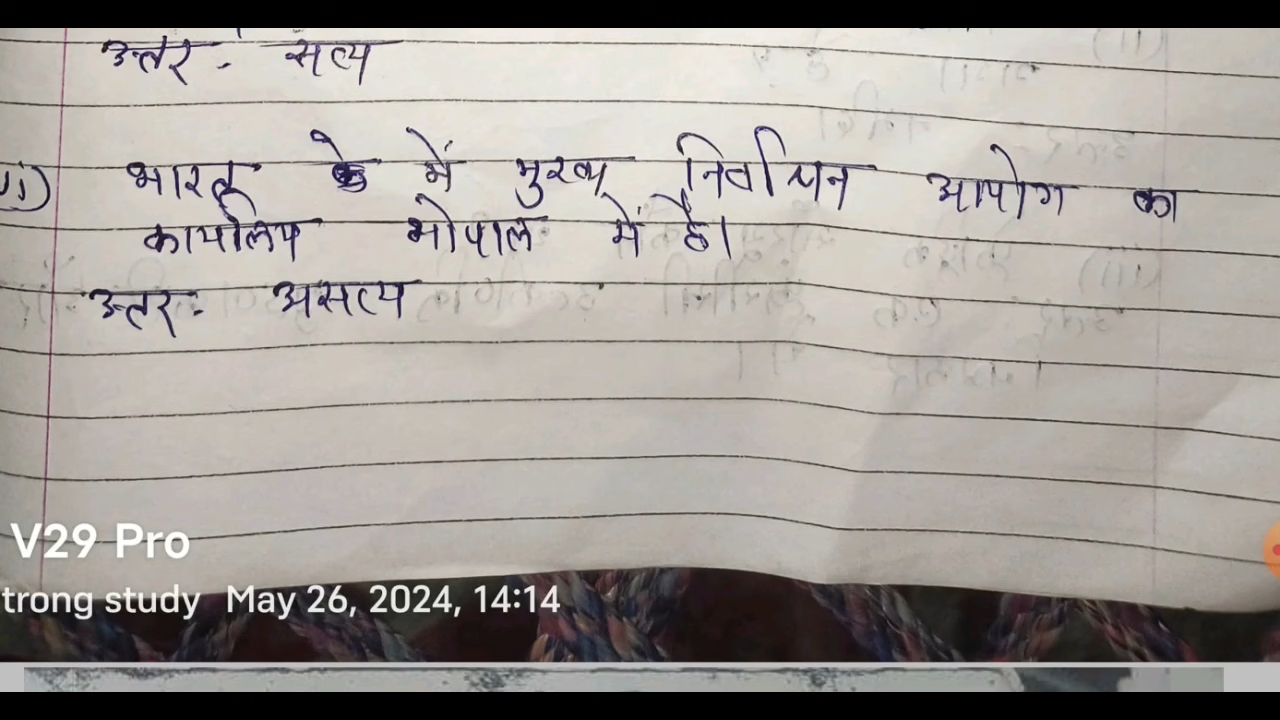 उत्तर - सत्य
भारत के में मुख्य निर्वाचन आयोग का
कार्यालय भोपाल में है।
उत्तर- असत्य
V29 Pro
trong study May 26, 2024, 14:14